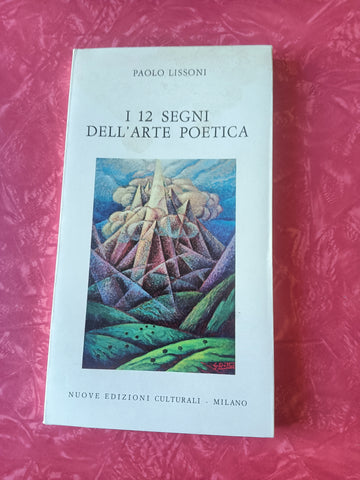 PAOLO LISSONI
I 12 SEGNI
DELL'ARTE POETICA
NUOVE EDIZIONI CULTURALI - MILANO